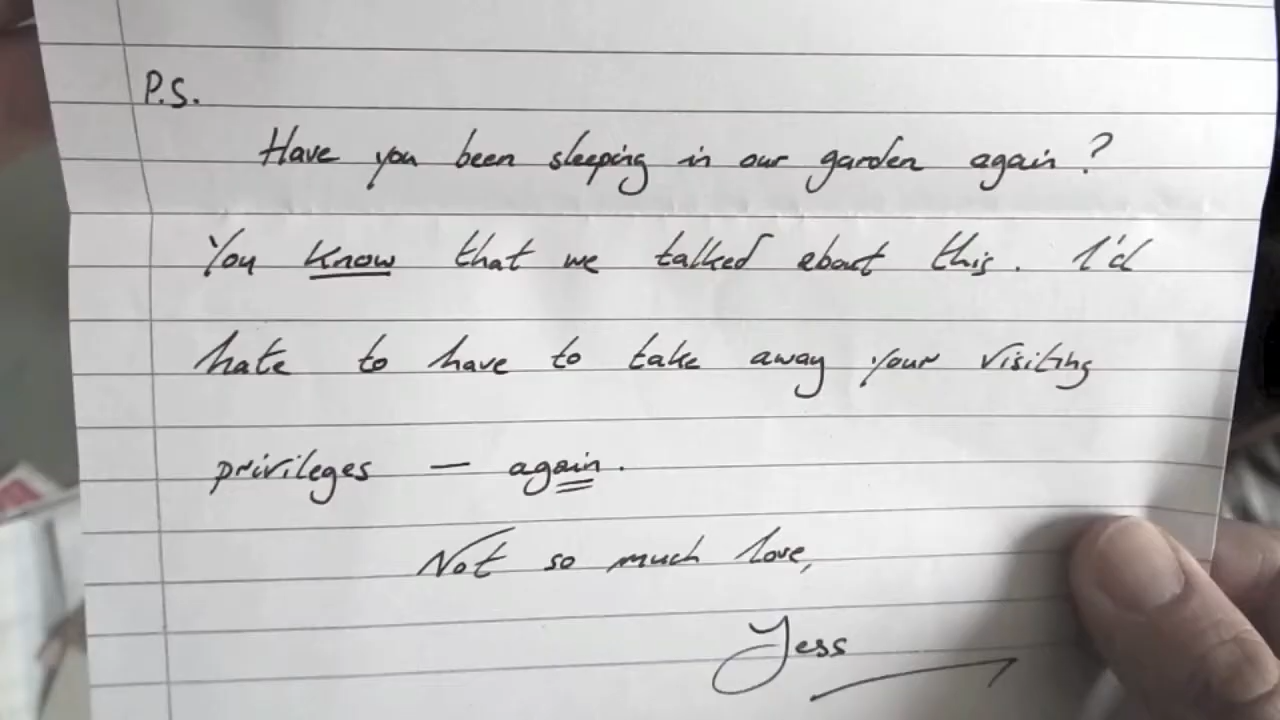 P.S.
Have you been sleeping in our garden again?
You know that we talked about this. I'd
hate to have to take away your visiting
privileges — again.
Not so much love,
Jess